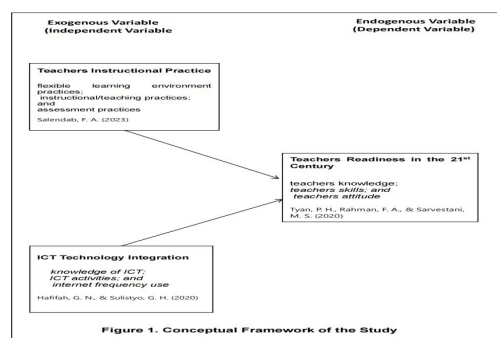 Exogenous Variable
(Independent Variable
Endogenous Variable
(Dependent Variable)
Teachers Instructional Practice
flexible learning environment
practices;
instructional/teaching practices;
and
assessment practices
Salendab, F. A. (2023)
Teachers Readiness in the 21st
Century
teachers knowledge;
teachers skills; and
teachers attitude
Tyan, P. H., Rahman, F. A., & Sarvestani,
M. S. (2020)
ICT Technology Integration
knowledge of ICT;
ICT activities; and
internet frequency use
Hafifah, G. N., & Sulistyo, G. H. (2020)
Figure 1. Conceptual Framework of the Study